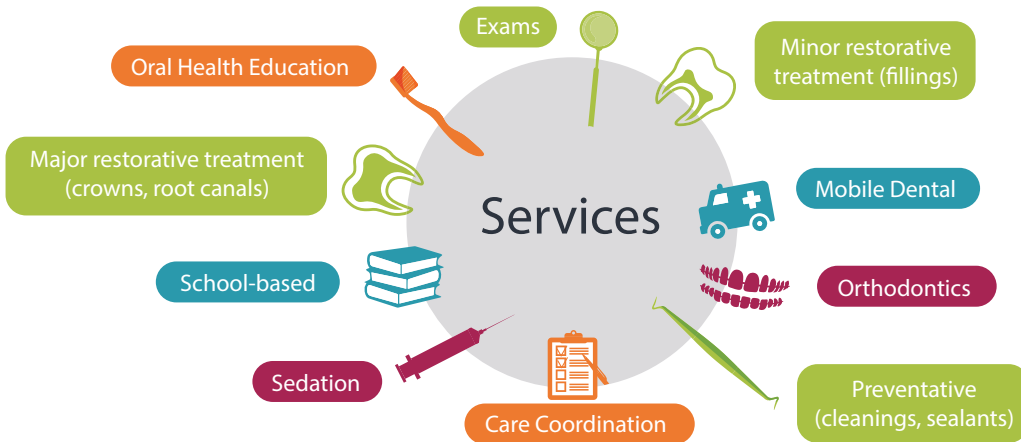 Exams
Minor restorative
treatment (fillings)
Oral Health Education
Major restorative treatment
(crowns, root canals)
Mobile Dental
Services
School-based
Orthodontics
Sedation
Preventative
(cleanings, sealants)
Care Coordination